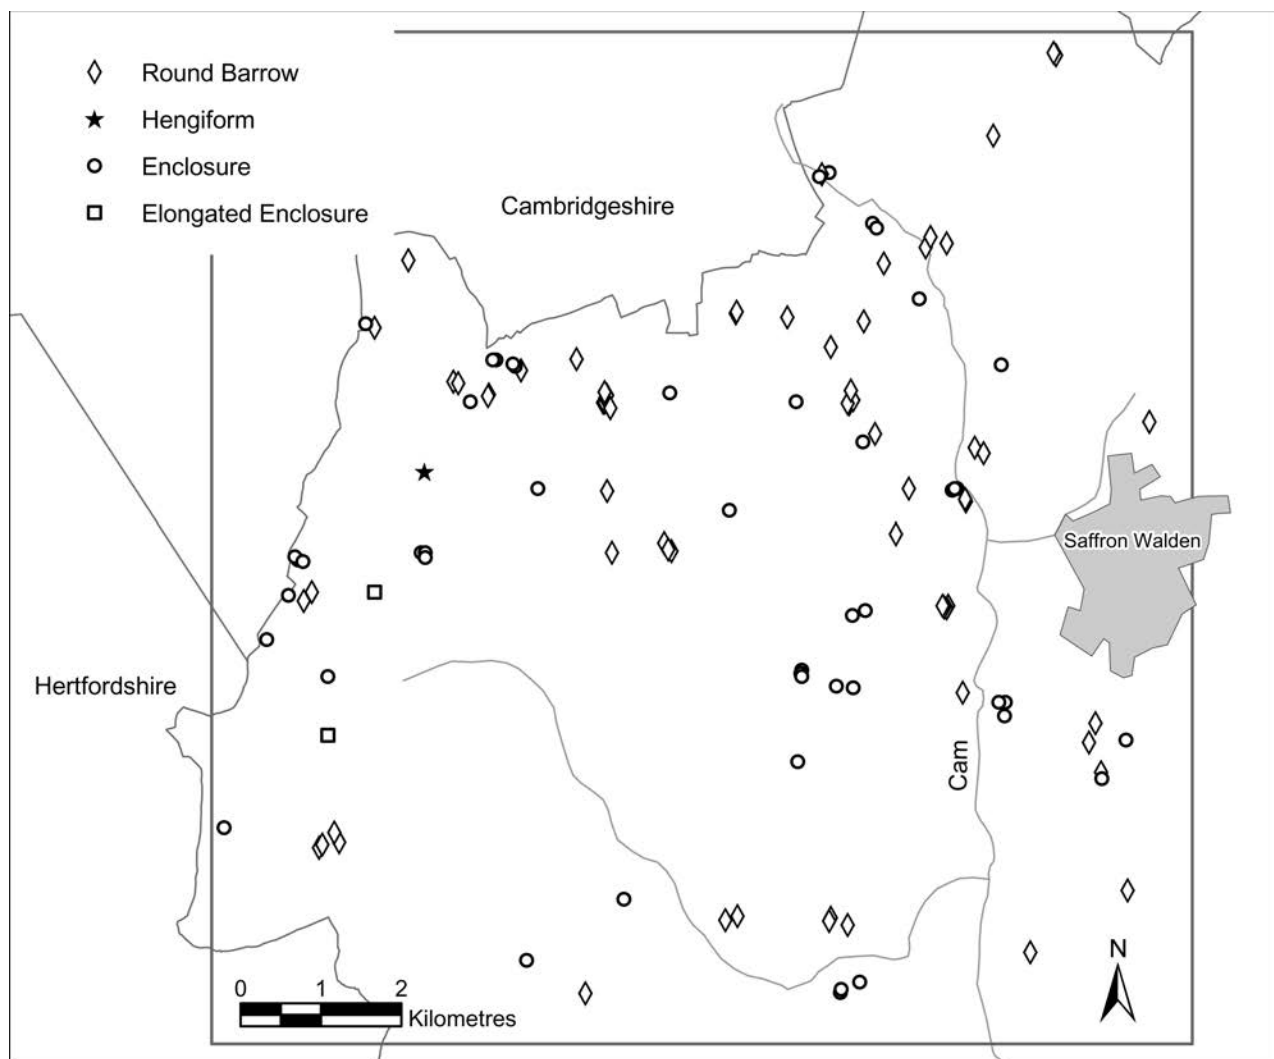 Round Barrow
Hengiform
Enclosure
Elongated Enclosure
Cambridgeshire
Saffron Walden
Hertfordshire
Cam
N
0 1 2
Kilometres